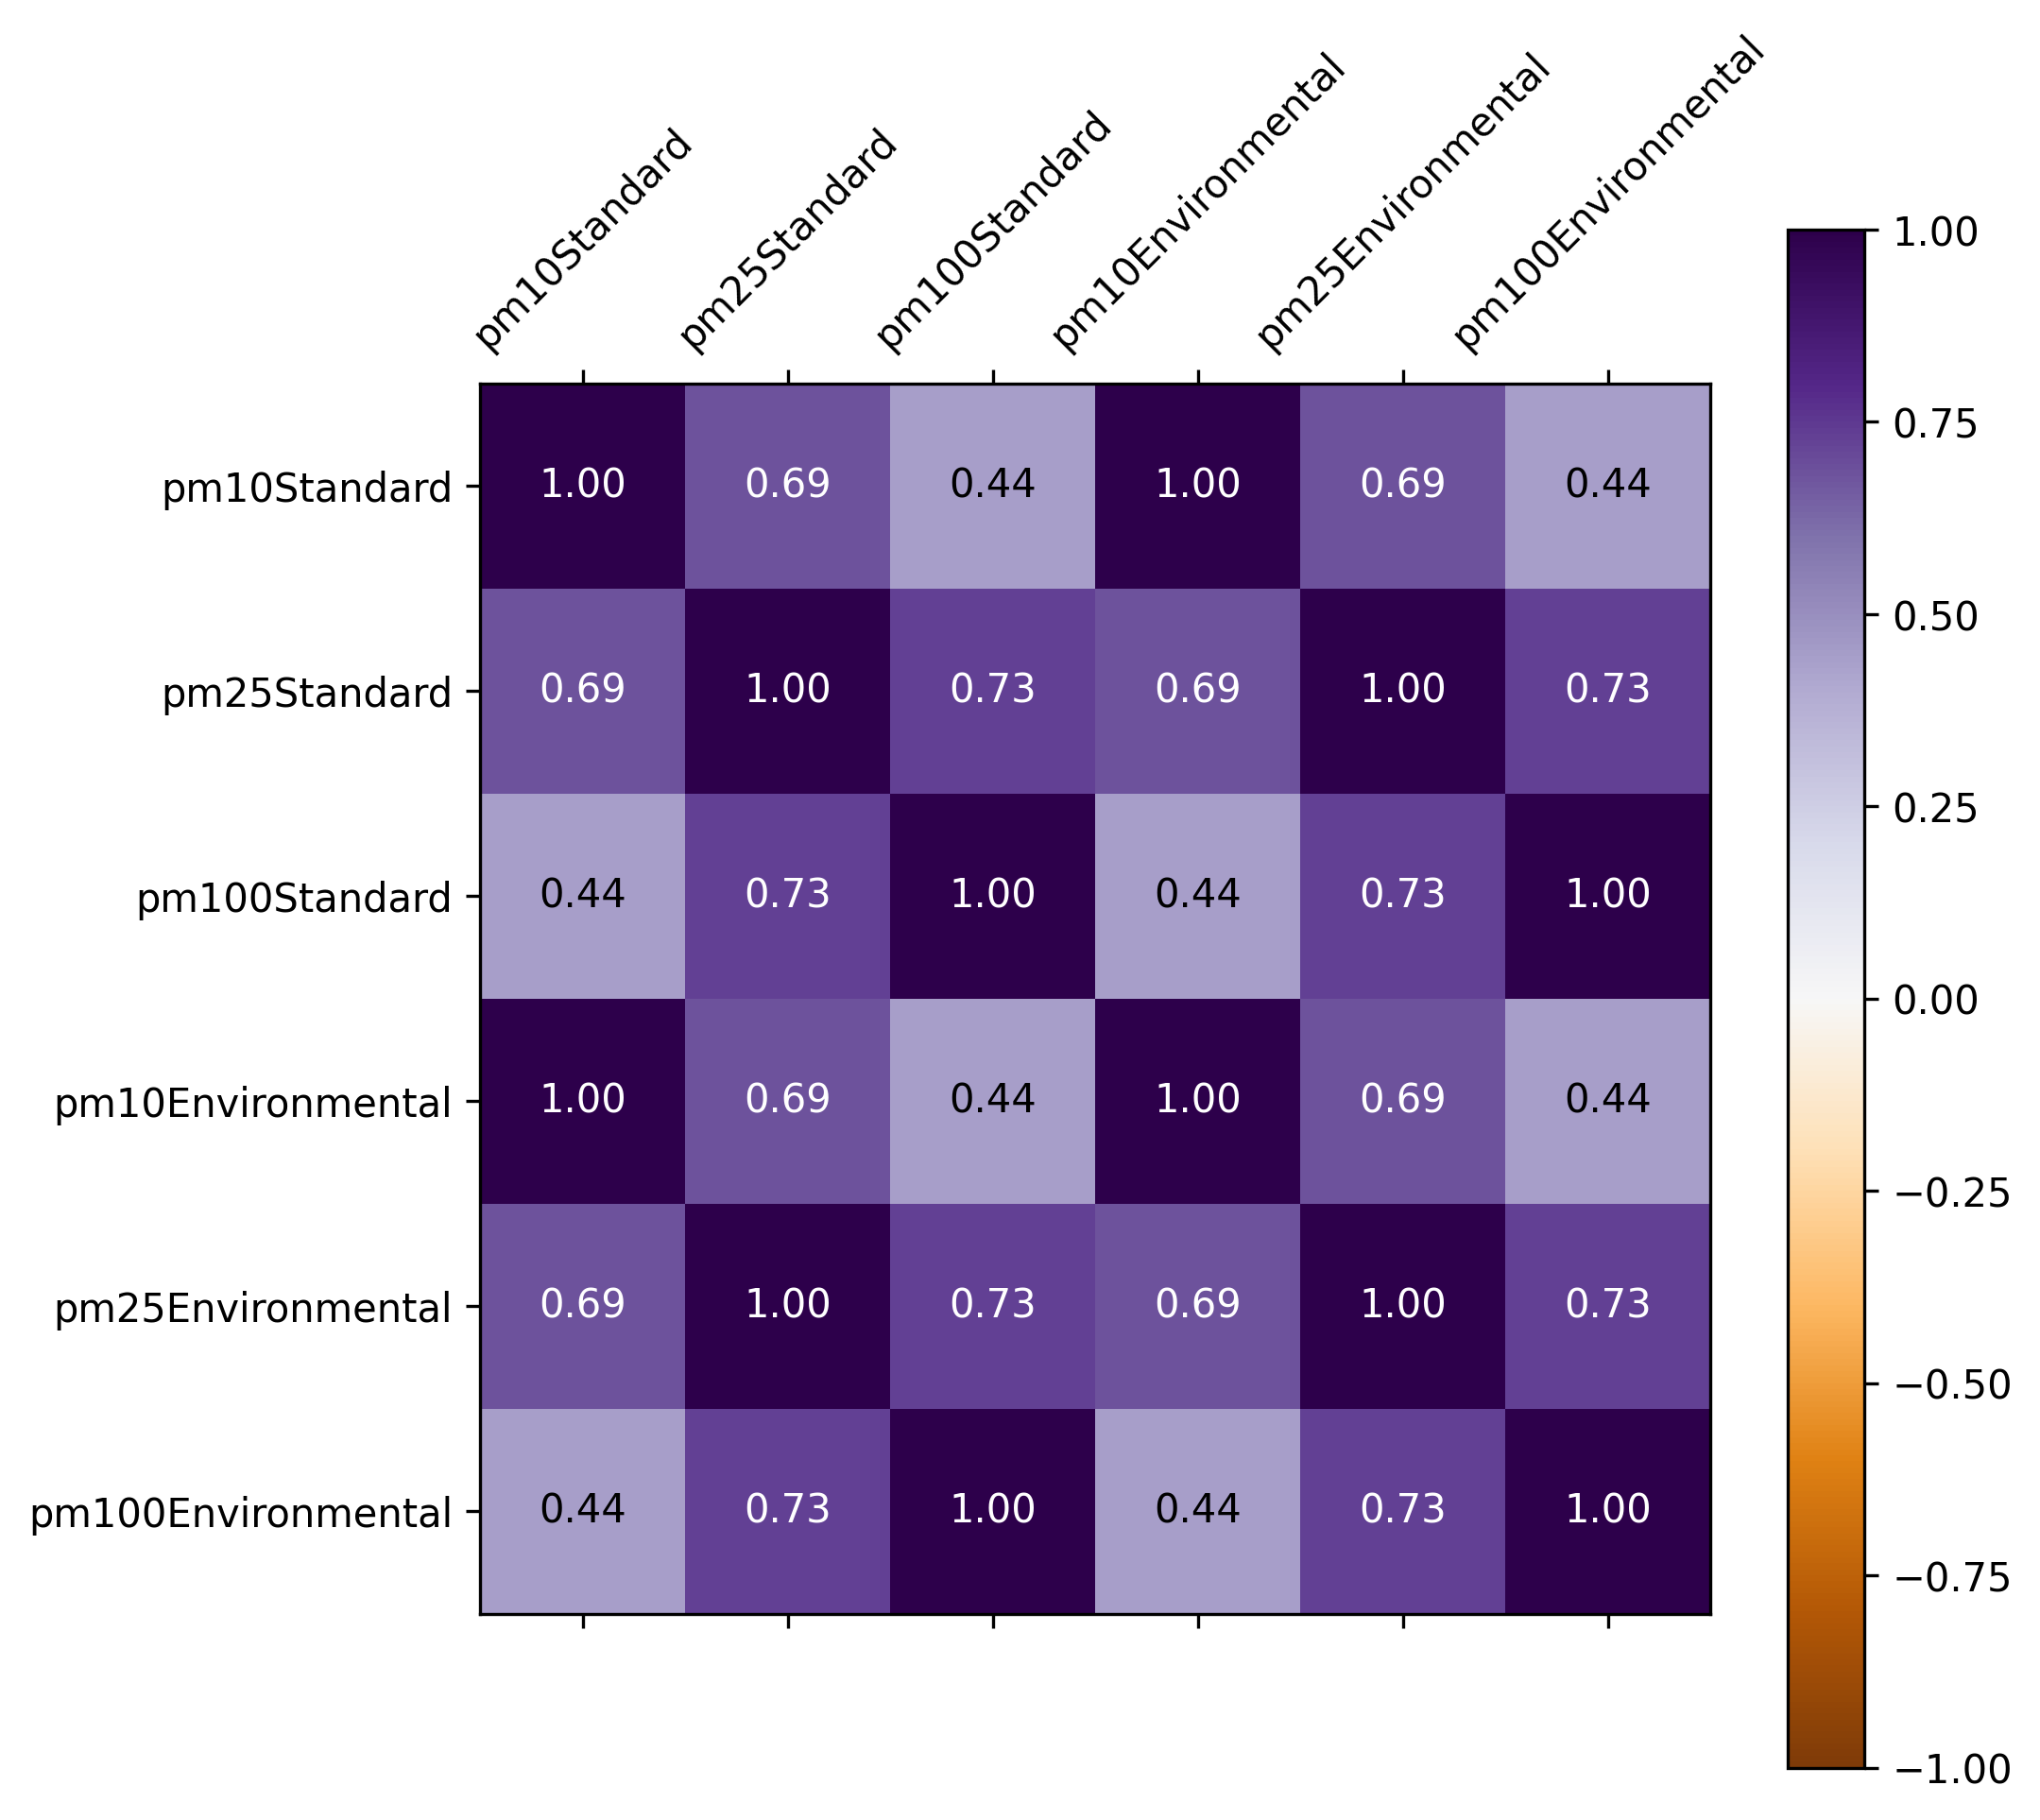 pm10Standard
pm25Standard
pm100Standard
pm10Environmental
pm25Environmental
pm100Environmental
pm10Standard 1.00 0.69 0.44 1.00 0.69 0.44
pm25Standard 0.69 1.00 0.73 0.69 1.00 0.73
pm100Standard 0.44 0.73 1.00 0.44 0.73 1.00
pm10Environmental 1.00 0.69 0.44 1.00 0.69 0.44
pm25Environmental 0.69 1.00 0.73 0.69 1.00 0.73
pm100Environmental 0.44 0.73 1.00 0.44 0.73 1.00
1.00
0.75
0.50
0.25
0.00
−0.25
−0.50
−0.75
−1.00